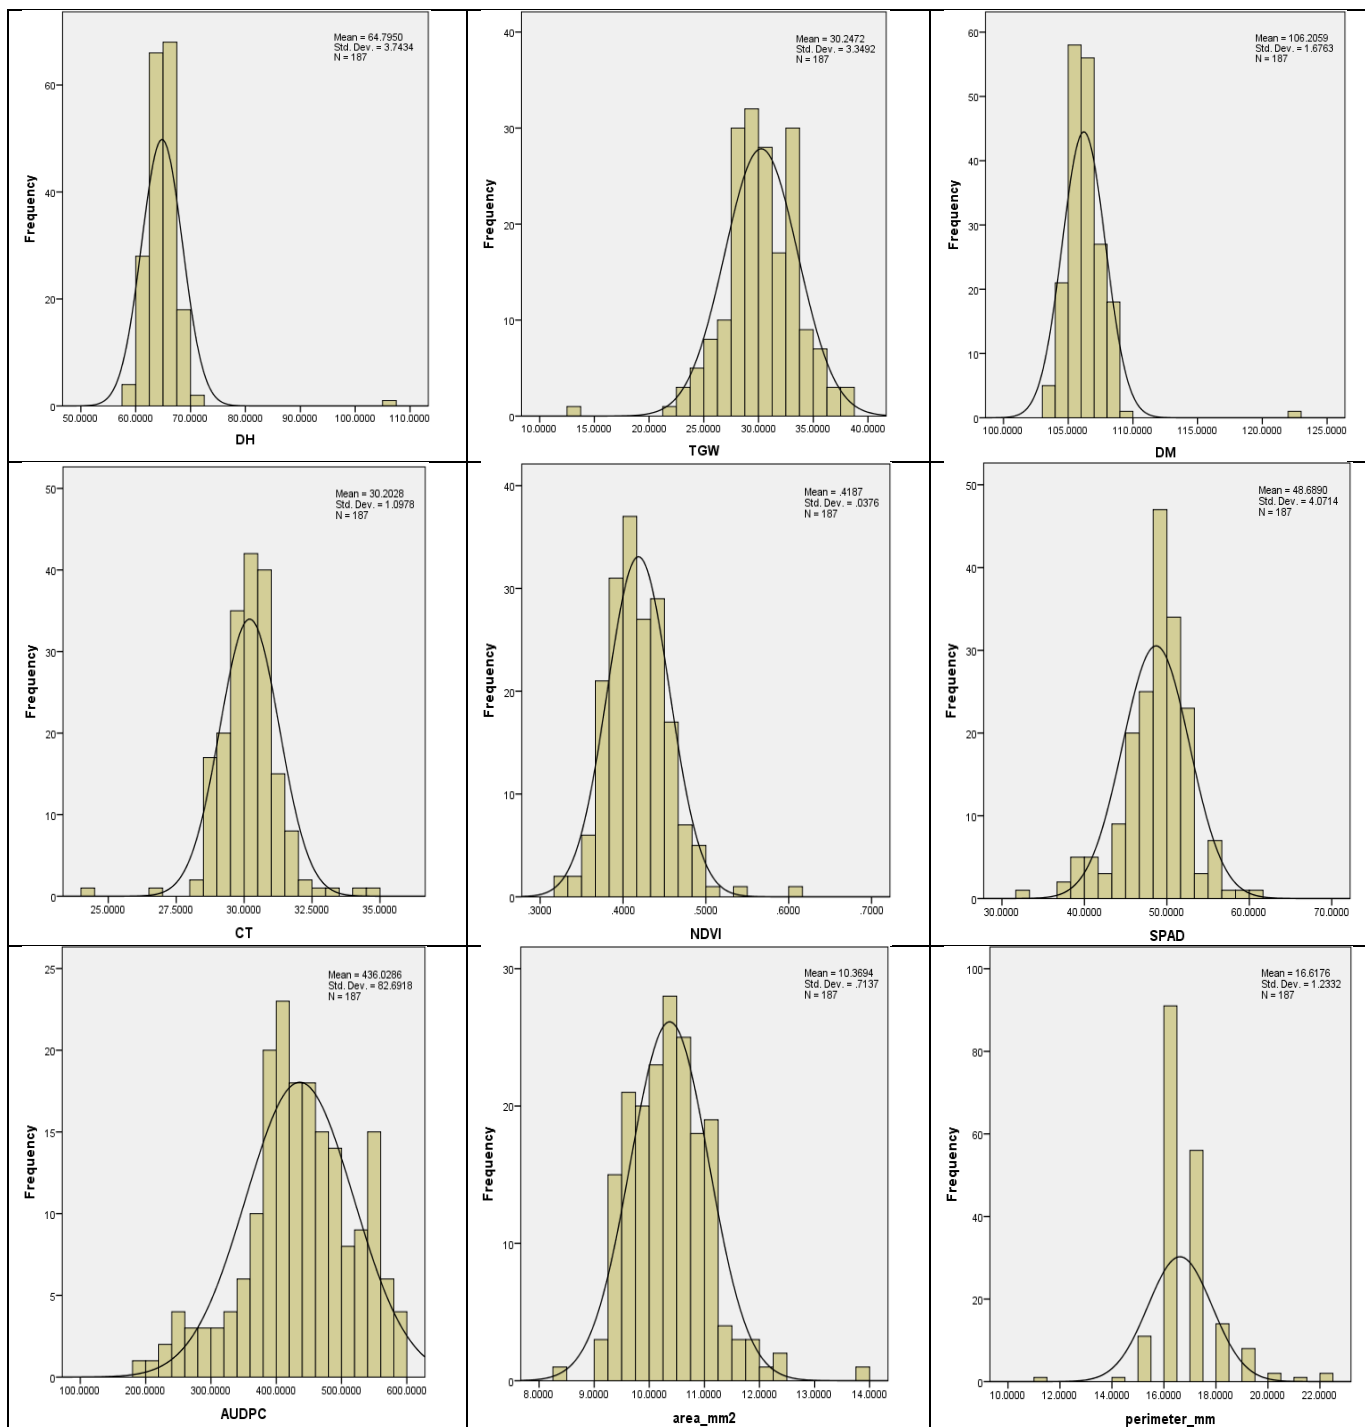 Mean = 64.7950
Std. Dev. = 3.7434
N = 187
Frequency
60
40
20
0
50.0000 60.0000 70.0000 80.0000 90.0000 100.0000 110.0000
DH
Mean = 30.2472
Std. Dev. = 3.3492
N = 187
Frequency
40
30
20
10
0
10.0000 15.0000 20.0000 25.0000 30.0000 35.0000 40.0000
TGW
Mean = 106.2059
Std. Dev. = 1.6763
N = 187
Frequency
60
50
40
30
20
10
0
100.0000 105.0000 110.0000 115.0000 120.0000 125.0000
DM
Mean = 30.2028
Std. Dev. = 1.0978
N = 187
Frequency
50
40
30
20
10
0
25.0000 27.5000 30.0000 32.5000 35.0000
CT
Mean = .4187
Std. Dev. = .0376
N = 187
Frequency
40
30
20
10
0
.3000 .4000 .5000 .6000 .7000
NDVI
Mean = 48.6890
Std. Dev. = 4.0714
N = 187
Frequency
50
40
30
20
10
0
30.0000 40.0000 50.0000 60.0000 70.0000
SPAD
Mean = 436.0286
Std. Dev. = 82.6918
N = 187
Frequency
25
20
15
10
5
0
100.0000 200.0000 300.0000 400.0000 500.0000 600.0000
AUDPC
Mean = 10.3694
Std. Dev. = .7137
N = 187
Frequency
30
20
10
0
8.0000 9.0000 10.0000 11.0000 12.0000 13.0000 14.0000
area_mm2
Mean = 16.6176
Std. Dev. = 1.2332
N = 187
Frequency
100
80
60
40
20
0
10.0000 12.0000 14.0000 16.0000 18.0000 20.0000 22.0000
perimeter_mm